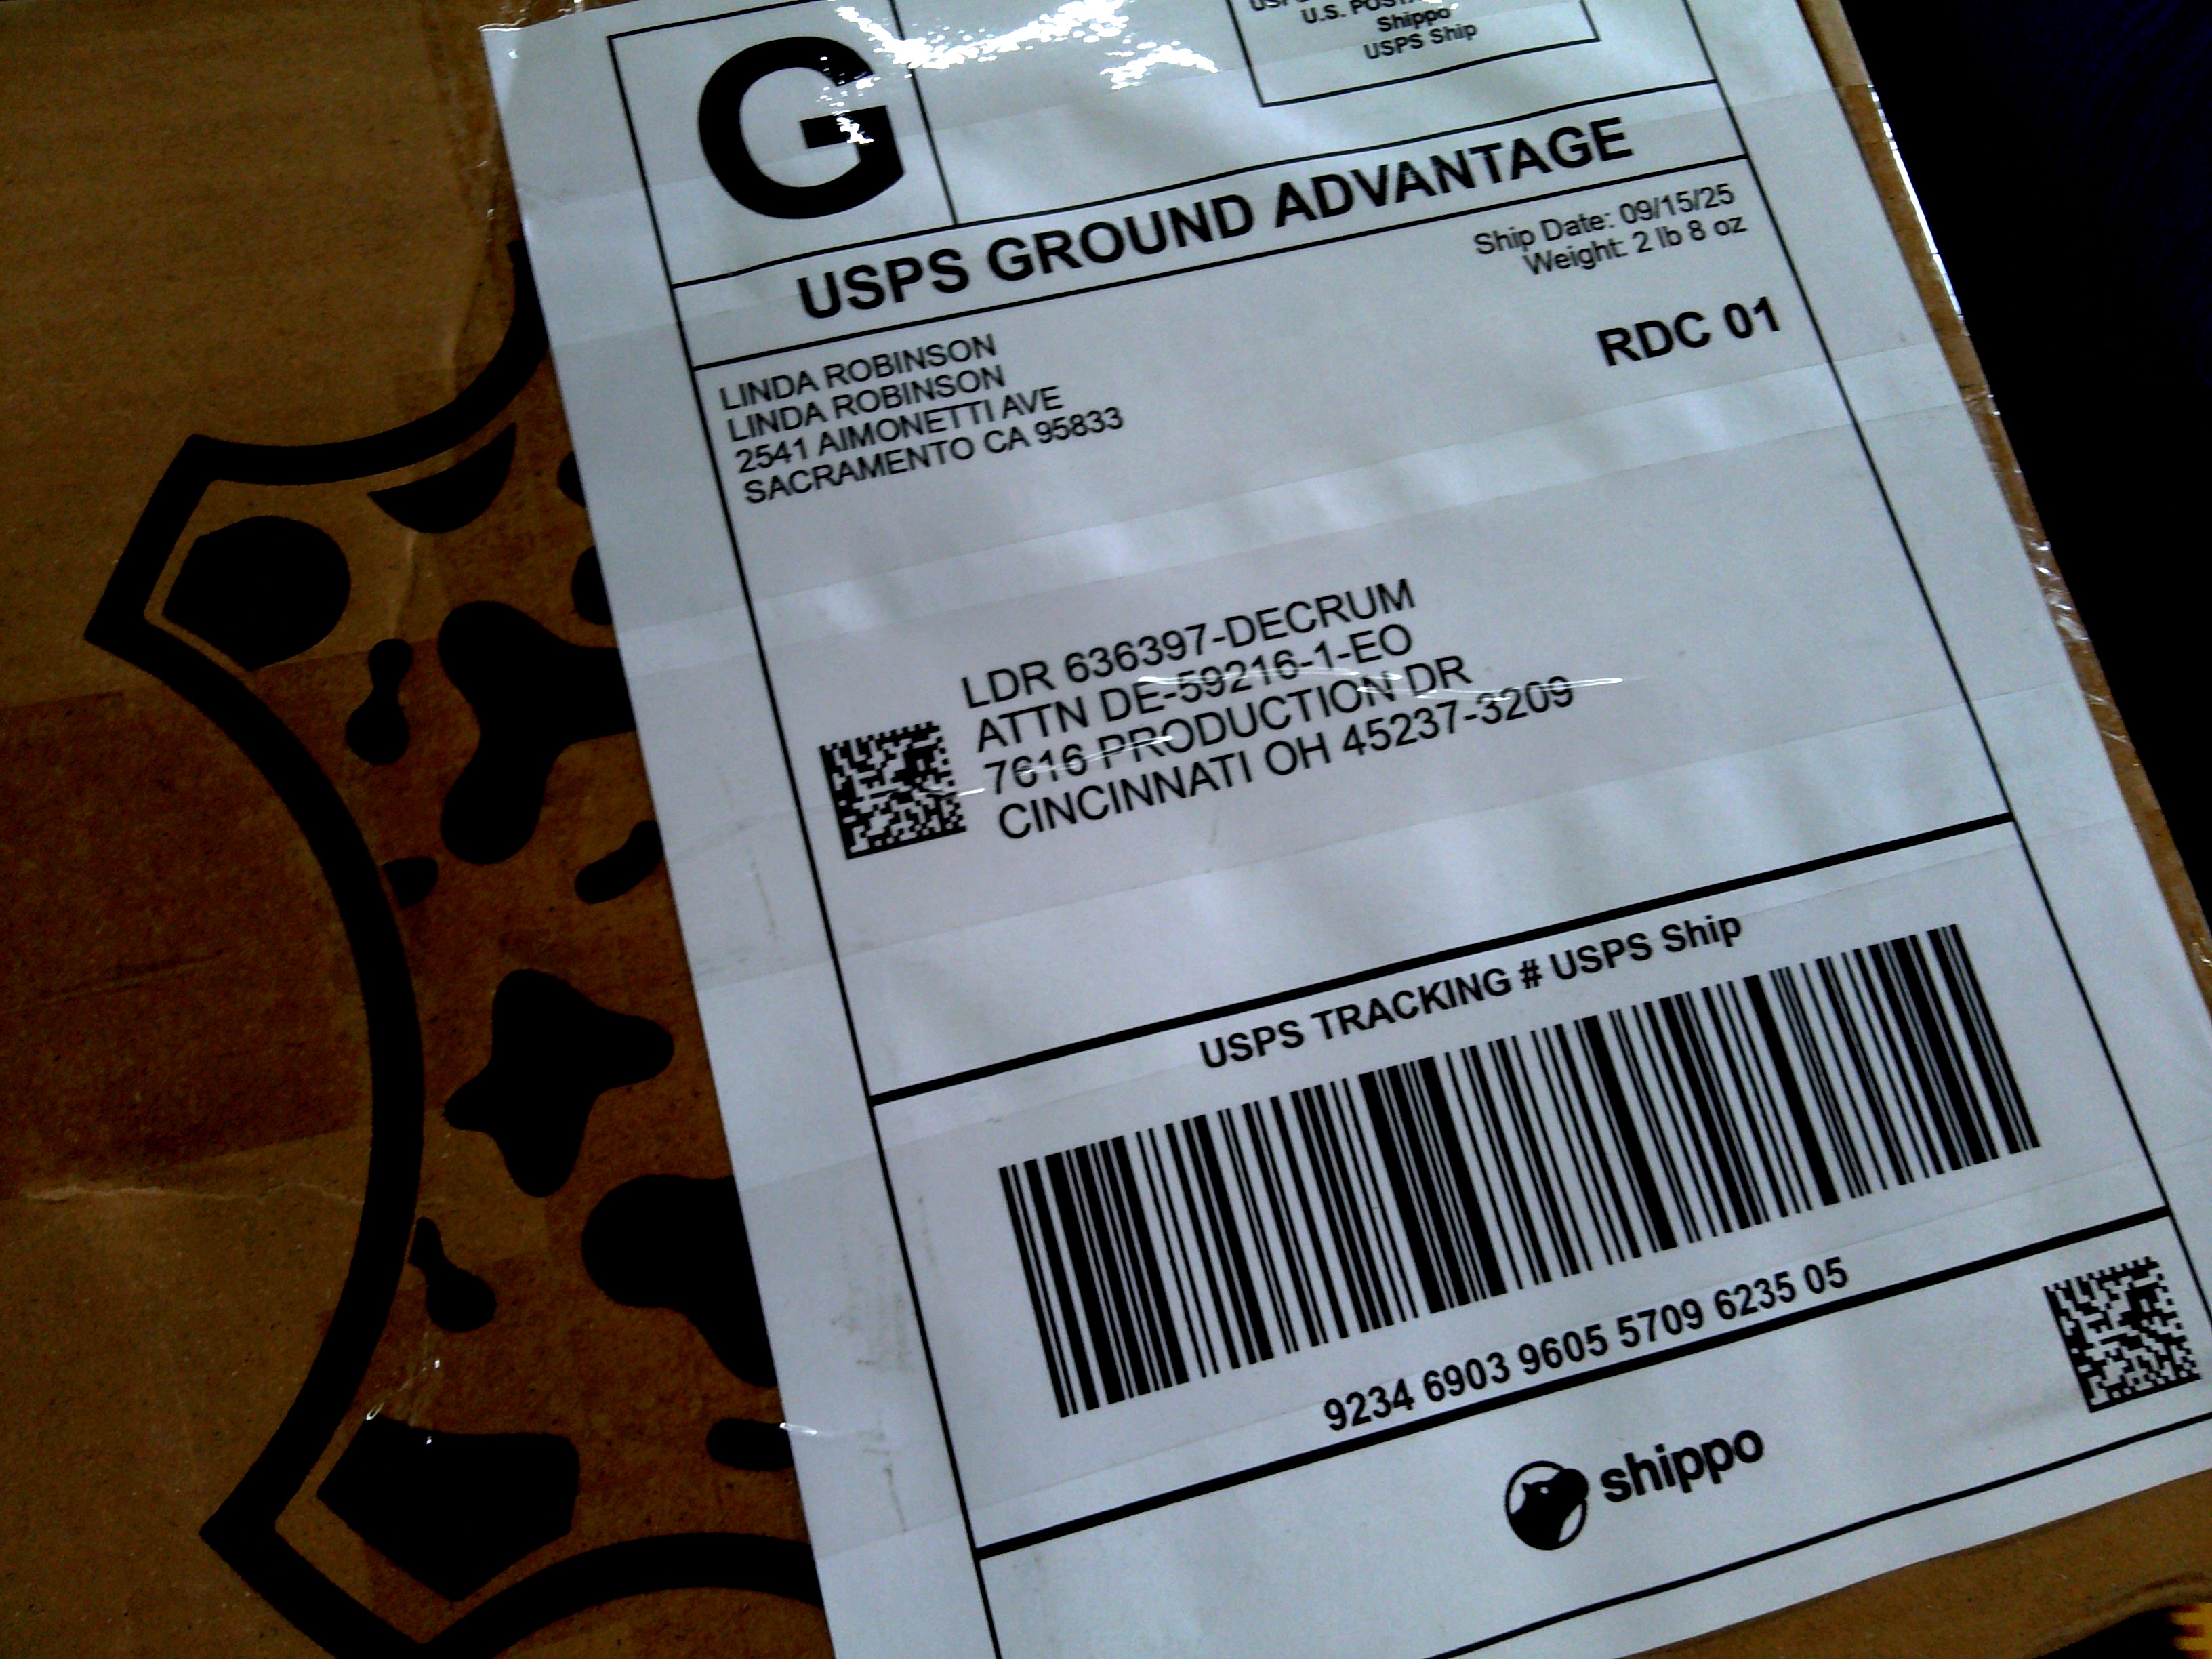 G
U.S.
Shippo
USPS Ship
USPS GROUND ADVANTAGE
Ship Date: 09/15/25
Weight: 2 lb 8 oz
RDC 01
LINDA ROBINSON
LINDA ROBINSON
2541 AIMONETTI AVE
SACRAMENTO CA 95833
LDR 636397-DECRUM
ATTN DE-59216-1-EO
7616 PRODUCTION DR
CINCINNATI OH 45237-3209
USPS TRACKING # USPS Ship
9234 6903 9605 5709 6235 05
shippo